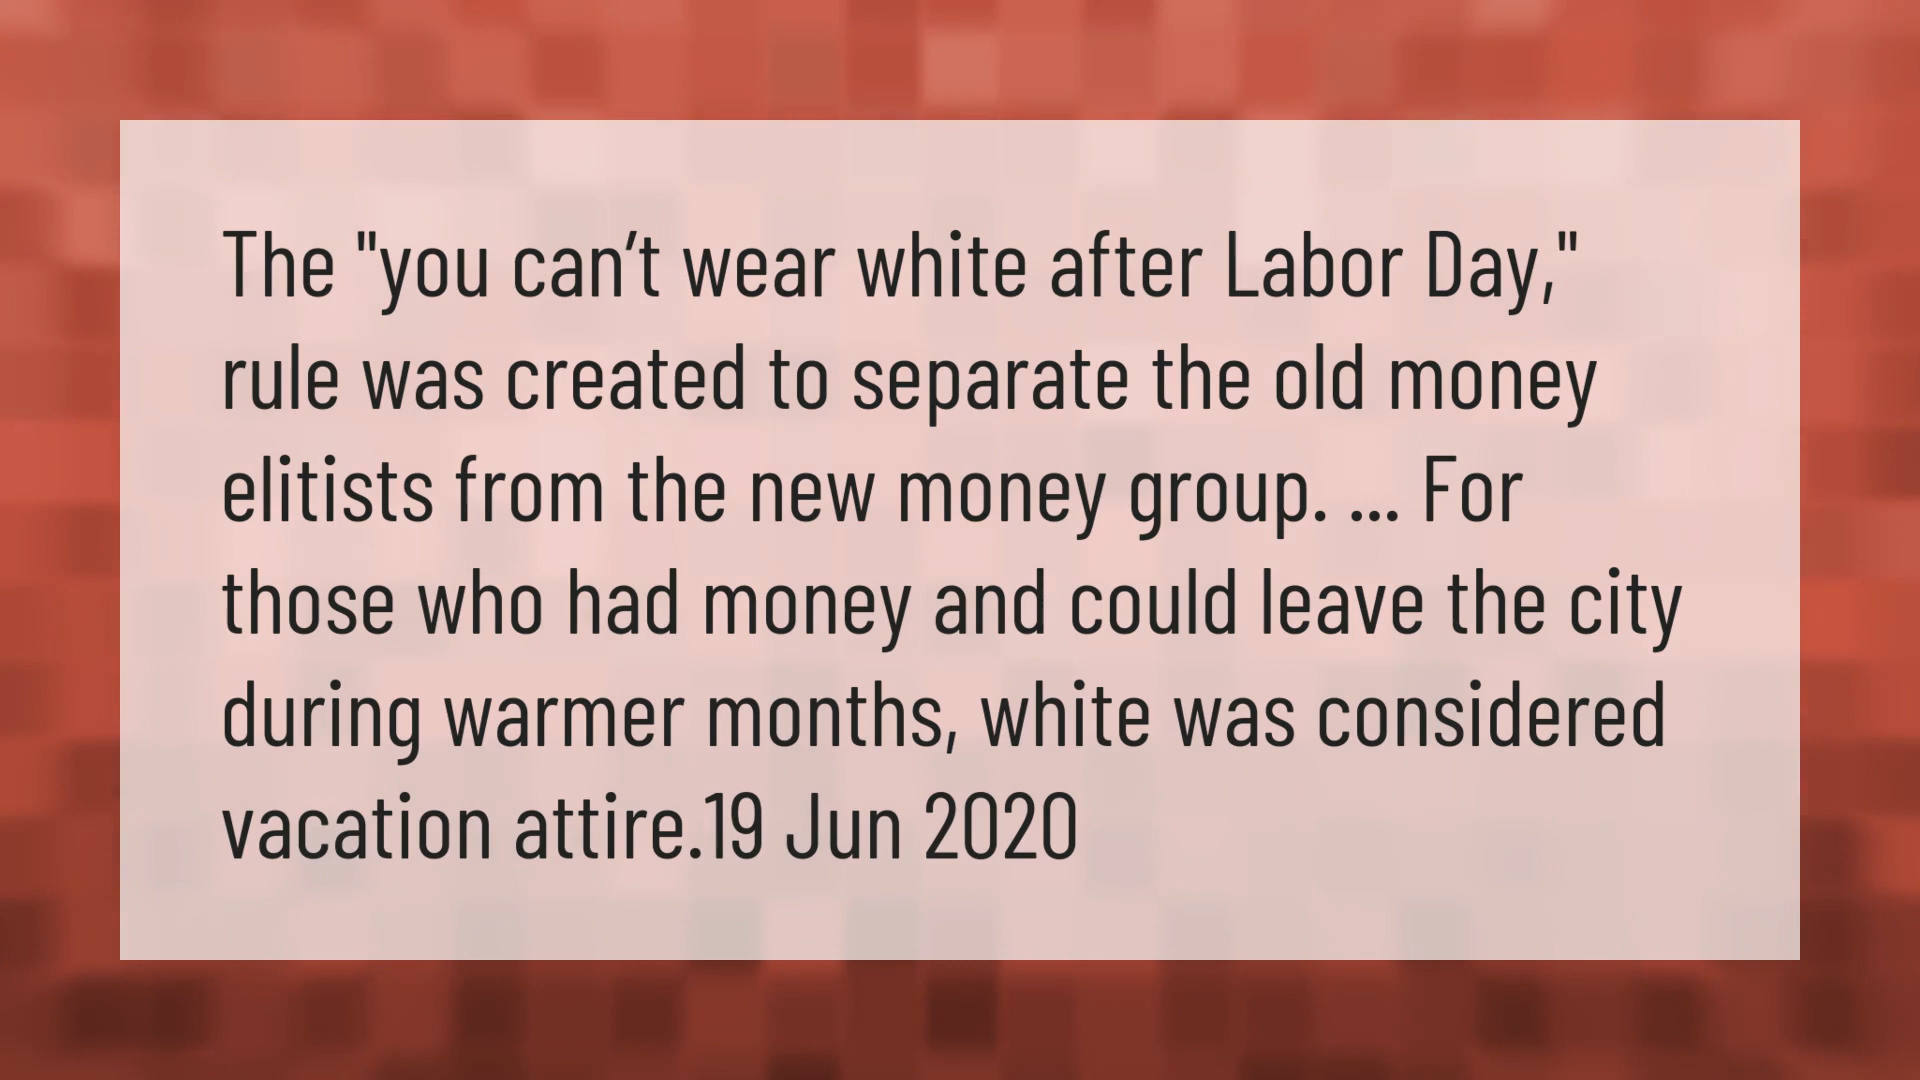 The "you can’t wear white after Labor Day,"
rule was created to separate the old money
elitists from the new money group. ... For
those who had money and could leave the city
during warmer months, white was considered
vacation attire.19 Jun 2020